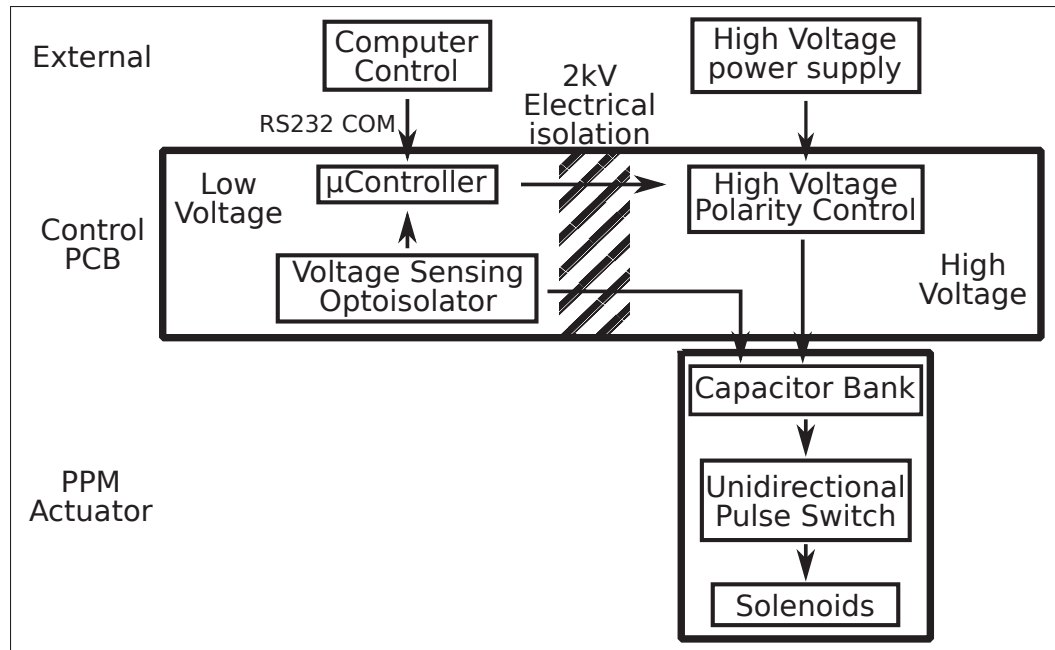 External
Computer
Control
High Voltage
power supply
2kV
Electrical
isolation
RS232 COM
Low
Voltage
µController
High Voltage
Polarity Control
Control
PCB
Voltage Sensing
Optoisolator
High
Voltage
Capacitor Bank
PPM
Actuator
Unidirectional
Pulse Switch
Solenoids